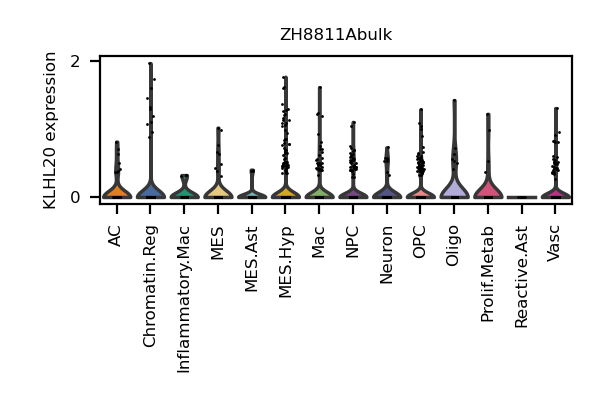 ZH8811Abulk
KLHL20 expression
2
0
AC
Chromatin.Reg
Inflammatory.Mac
MES
MES.Ast
MES.Hyp
Mac
NPC
Neuron
OPC
Oligo
Prolif.Metab
Reactive.Ast
Vasc